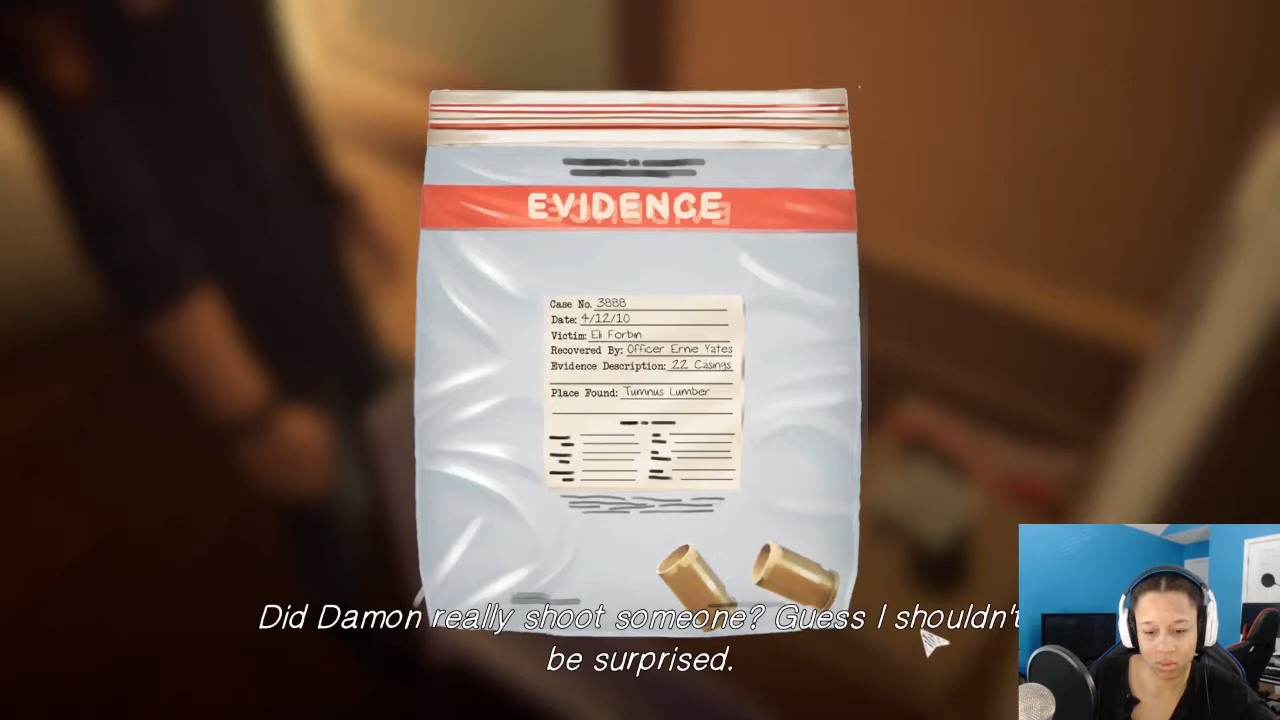 EVIDENCE
Case No. 3888
Date: 4/12/10
Victim: Eli Forbin
Recovered By: Officer Ernie Yates
Evidence Description: 22 Casings
Place Found: Tumnus Lumber
Did Damon really shoot someone? Guess I shouldn't
be surprised.